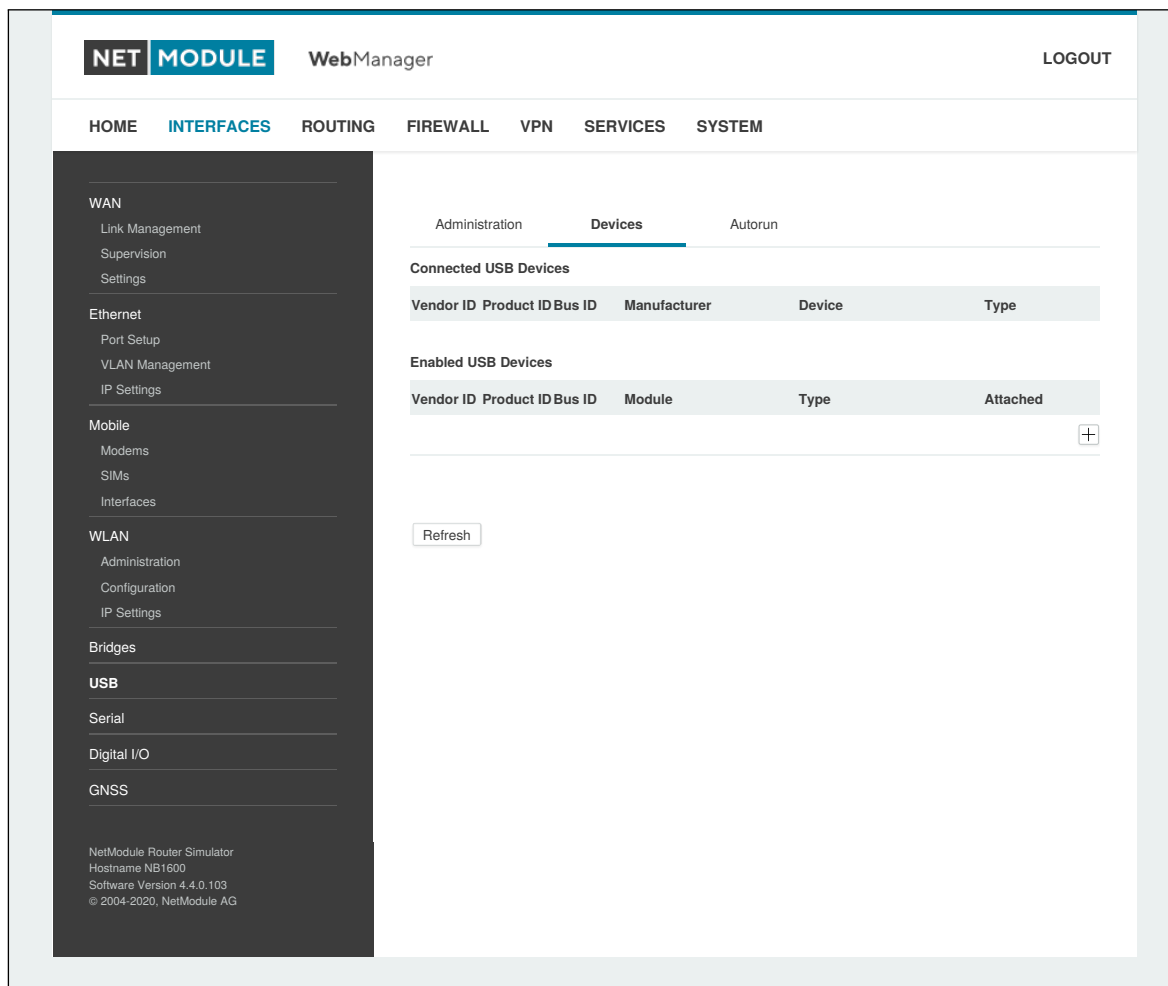 NET MODULE WebManager LOGOUT
HOME INTERFACES ROUTING FIREWALL VPN SERVICES SYSTEM
WAN
Link Management
Supervision
Settings
Ethernet
Port Setup
VLAN Management
IP Settings
Mobile
Modems
SIMs
Interfaces
WLAN
Administration
Configuration
IP Settings
Bridges
USB
Serial
Digital I/O
GNSS
NetModule Router Simulator
Hostname NB1600
Software Version 4.4.0.103
© 2004-2020, NetModule AG
Administration Devices Autorun
Connected USB Devices
Vendor ID Product ID Bus ID Manufacturer Device Type
Enabled USB Devices
Vendor ID Product ID Bus ID Module Type Attached
Refresh